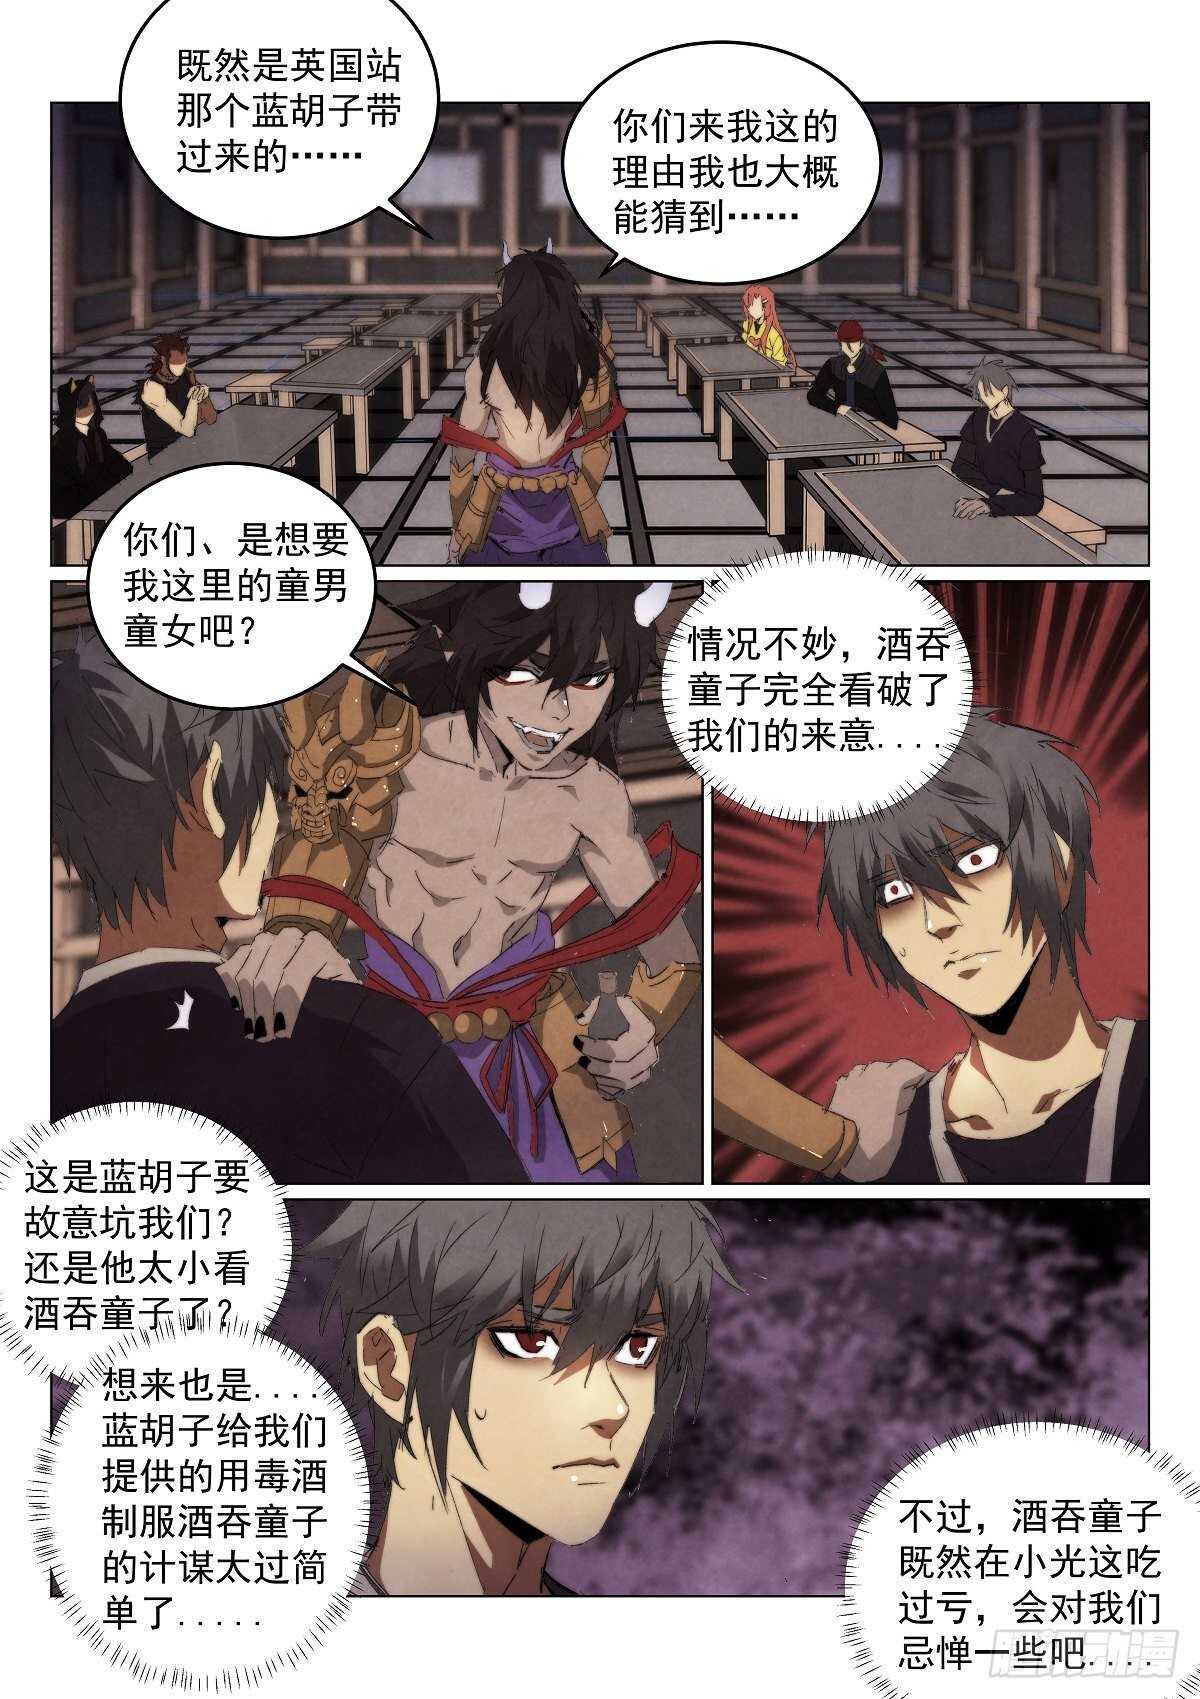 既然是英国站
那个蓝胡子带
过来的……
你们来我这的
理由我也大概
能猜到……
你们、是想要
我这里的童男
童女吧？
情况不妙，酒吞
童子完全看破了
我们的来意....
这是蓝胡子要
故意坑我们？
还是他太小看
酒吞童子了？
想来也是....
蓝胡子给我们
提供的用毒酒
制服酒吞童子
的计谋太过简
单了.....
不过，酒吞童子
既然在小光这吃
过亏，会对我们
忌惮一些吧....
腾讯动漫